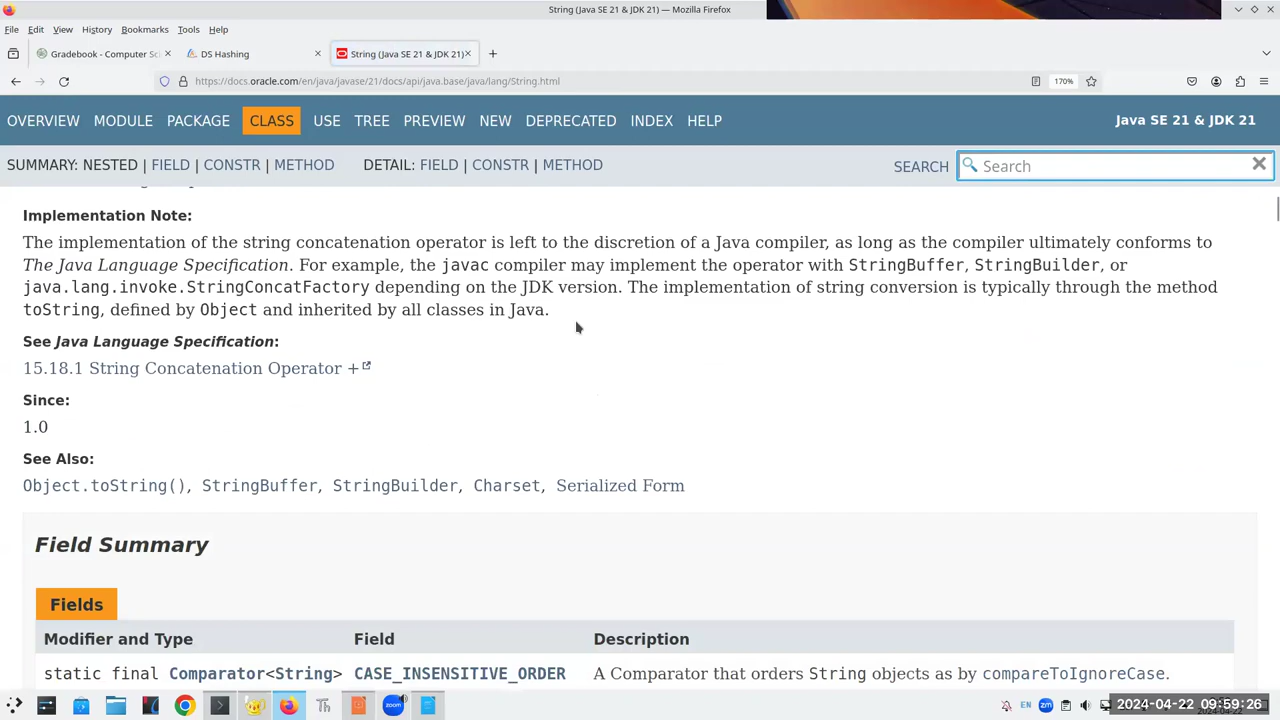 String (Java SE 21 & JDK 21) — Mozilla Firefox
File Edit View History Bookmarks Tools Help
Gradebook - Computer Sci
DS Hashing
String (Java SE 21 & JDK 21)
https://docs.oracle.com/en/java/javase/21/docs/api/java.base/java/lang/String.html
170%
OVERVIEW MODULE PACKAGE CLASS USE TREE PREVIEW NEW DEPRECATED INDEX HELP
Java SE 21 & JDK 21
SUMMARY: NESTED | FIELD | CONSTR | METHOD DETAIL: FIELD | CONSTR | METHOD
SEARCH Search
Implementation Note:
The implementation of the string concatenation operator is left to the discretion of a Java compiler, as long as the compiler ultimately conforms to
The Java Language Specification. For example, the javac compiler may implement the operator with StringBuffer, StringBuilder, or
java.lang.invoke.StringConcatFactory depending on the JDK version. The implementation of string conversion is typically through the method
toString, defined by Object and inherited by all classes in Java.
See Java Language Specification:
15.18.1 String Concatenation Operator +
Since:
1.0
See Also:
Object.toString(), StringBuffer, StringBuilder, Charset, Serialized Form
Field Summary
Fields
Modifier and Type Field Description
static final Comparator<String> CASE_INSENSITIVE_ORDER A Comparator that orders String objects as by compareToIgnoreCase.
EN
2024-04-22 09:59:26